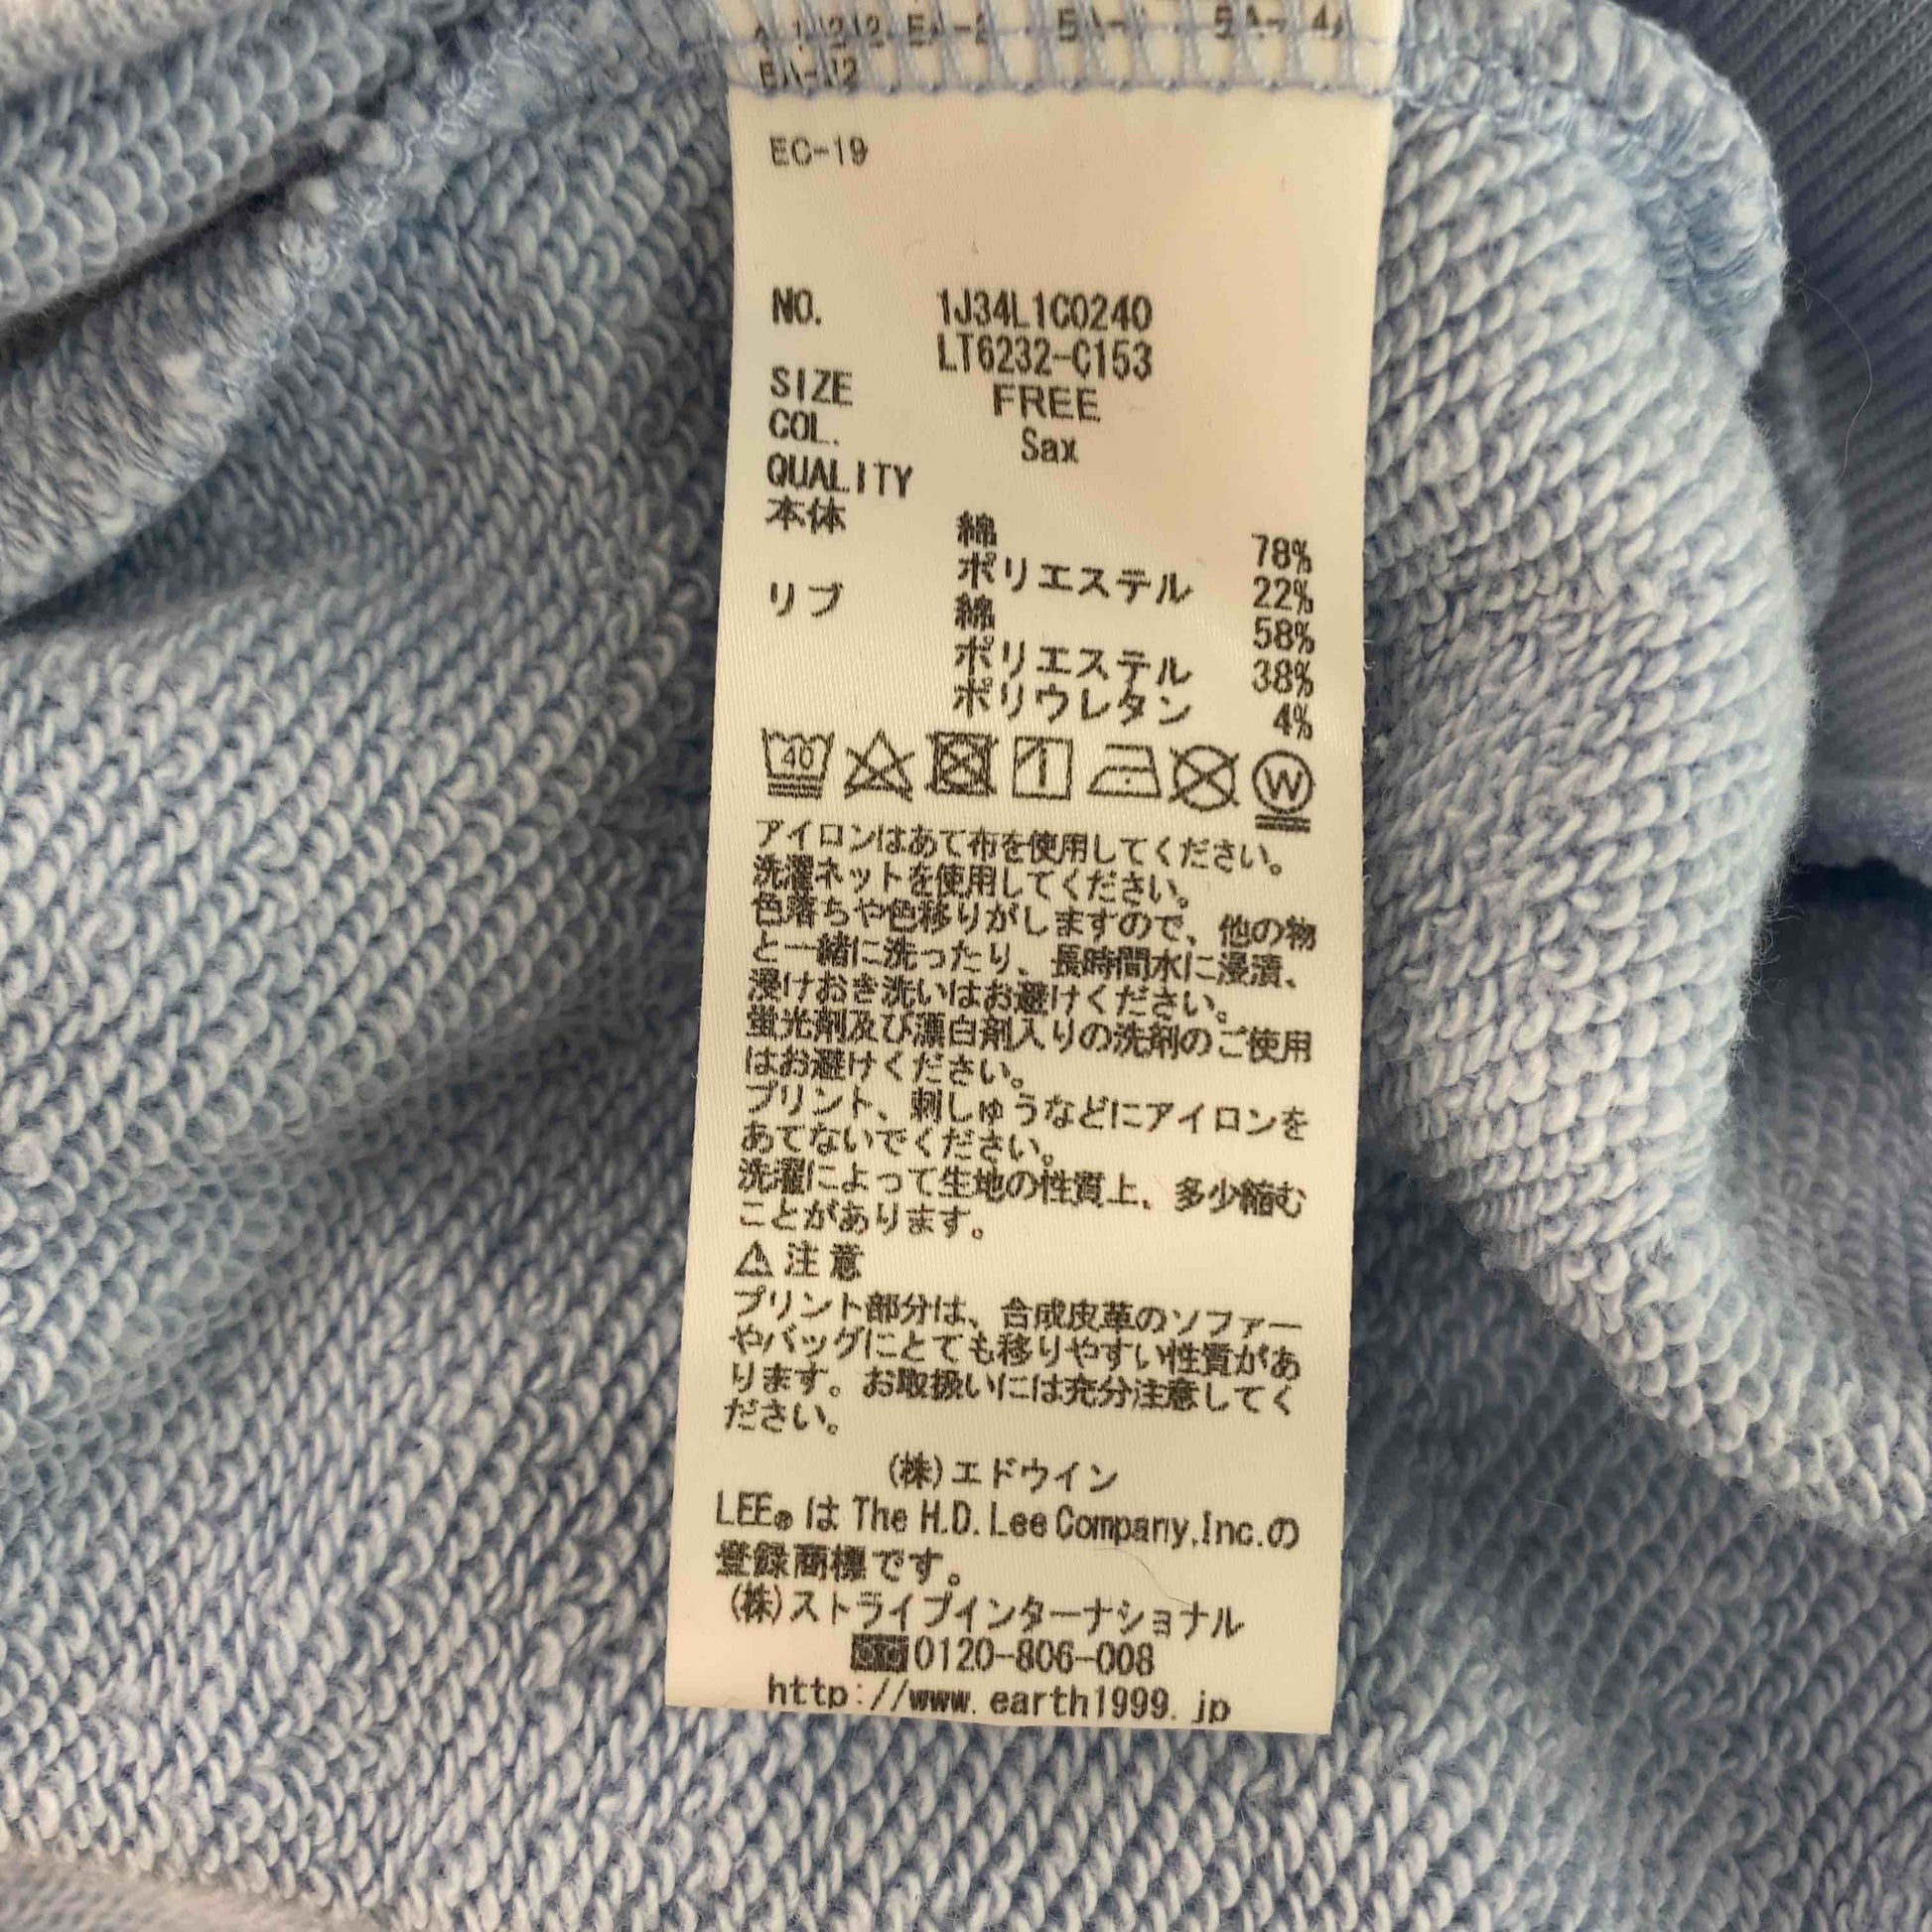 EC-19
NO. 1J34L1C0240
LT6232-C153
SIZE FREE
COL. Sax
QUALITY
本体 綿 78%
ポリエステル 22%
リブ 綿 58%
ポリエステル 38%
ポリウレタン 4%
40 W
アイロンはあて布を使用してください。
洗濯ネットを使用してください。
色落ちや色移りがしますので、他の物
と一緒に洗ったり、長時間水に浸漬、
浸けおき洗いはお避けください。
蛍光剤及び漂白剤入りの洗剤のご使用
はお避けください。
プリント、刺しゅうなどにアイロンを
あてないでください。
洗濯によって生地の性質上、多少縮む
ことがあります。
⚠注意
プリント部分は、合成皮革のソファー
やバッグにとても移りやすい性質があ
ります。お取扱いには充分注意してく
ださい。
(株)エドウイン
LEE® は The H.D. Lee Company,Inc.の
登録商標です。
(株)ストライプインターナショナル
0120-806-008
http://www.earth1999.jp